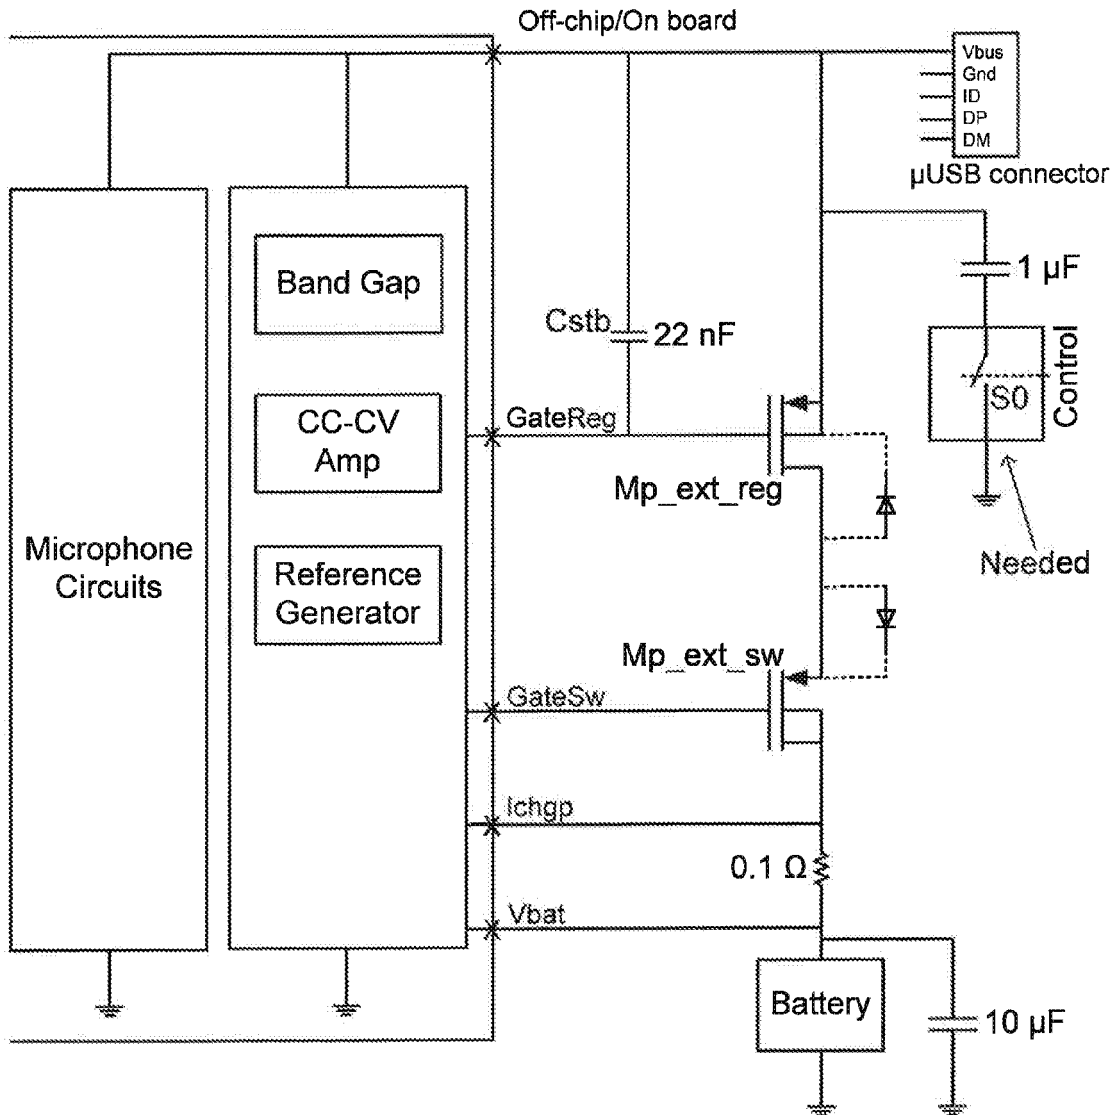 Off-chip/On board
Vbus
Gnd
ID
DP
DM
µUSB connector
1 µF
Control
S0
Needed
Band Gap
Cstb
22 nF
CC-CV
Amp
GateReg
Mp_ext_reg
Microphone
Circuits
Reference
Generator
Mp_ext_sw
GateSw
Ichgp
0.1 Ω
Vbat
Battery
10 µF